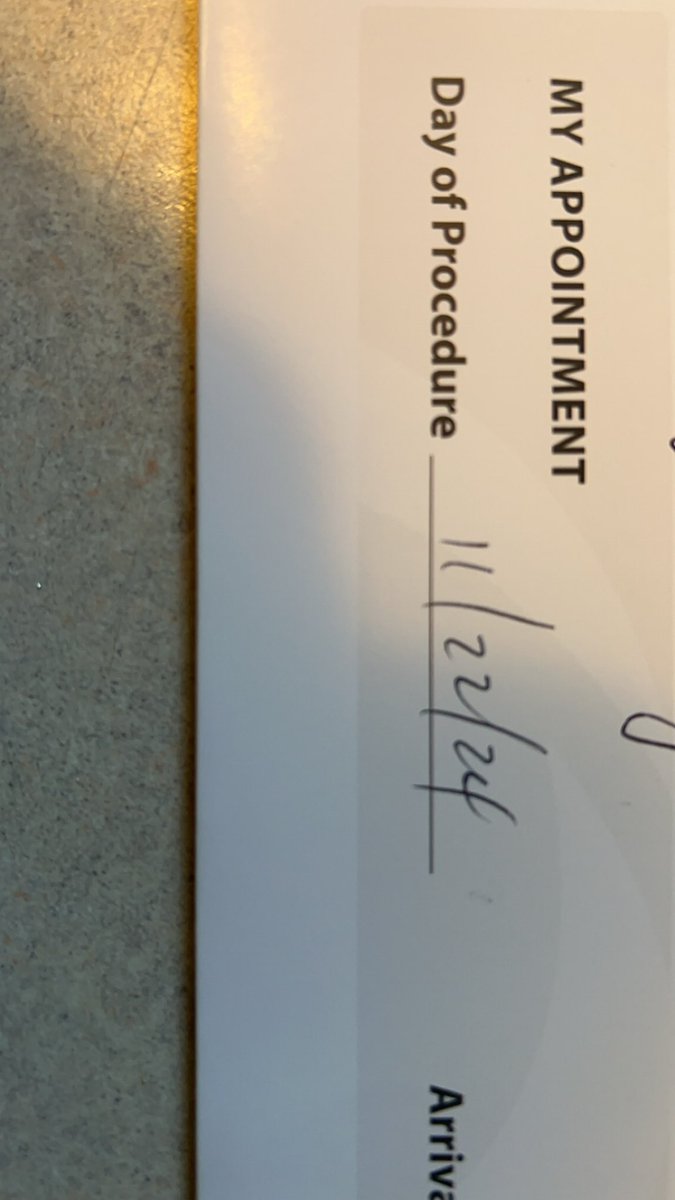 MY APPOINTMENT
Day of Procedure 11/22/24